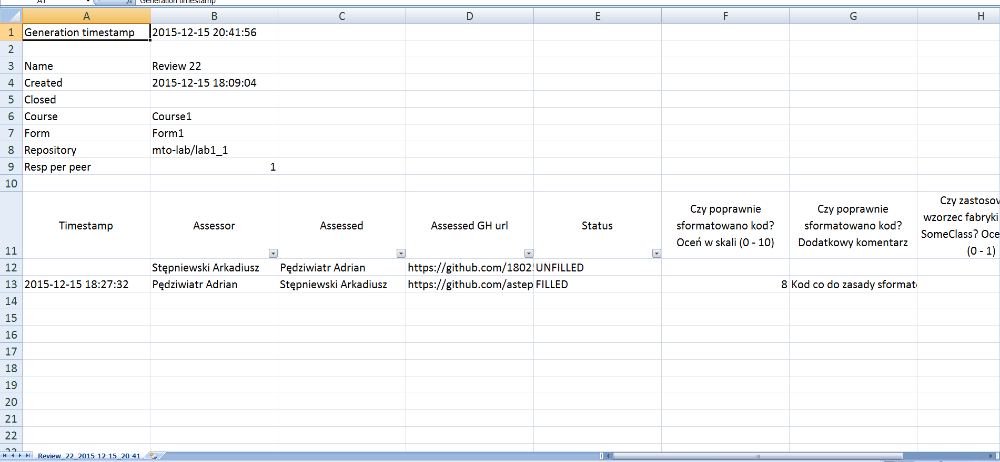 A1 Generation timestamp
A B C D E F G H
1 Generation timestamp 2015-12-15 20:41:56
2
3 Name Review 22
4 Created 2015-12-15 18:09:04
5 Closed
6 Course Course1
7 Form Form1
8 Repository mto-lab/lab1_1
9 Resp per peer 1
10
11 Timestamp Assessor Assessed Assessed GH url Status
Czy poprawnie
sformatowano kod?
Oceń w skali (0 - 10)
Czy poprawnie
sformatowano kod?
Dodatkowy komentarz
Czy zastosow
wzorzec fabryki
SomeClass? Oce
(0 - 1)
12 Stępniewski Arkadiusz Pędziwiatr Adrian https://github.com/1802 UNFILLED
13 2015-12-15 18:27:32 Pędziwiatr Adrian Stępniewski Arkadiusz https://github.com/astep FILLED 8 Kod co do zasady sformat
14
15
16
17
18
19
20
21
22
23
Review_22_2015-12-15_20-41